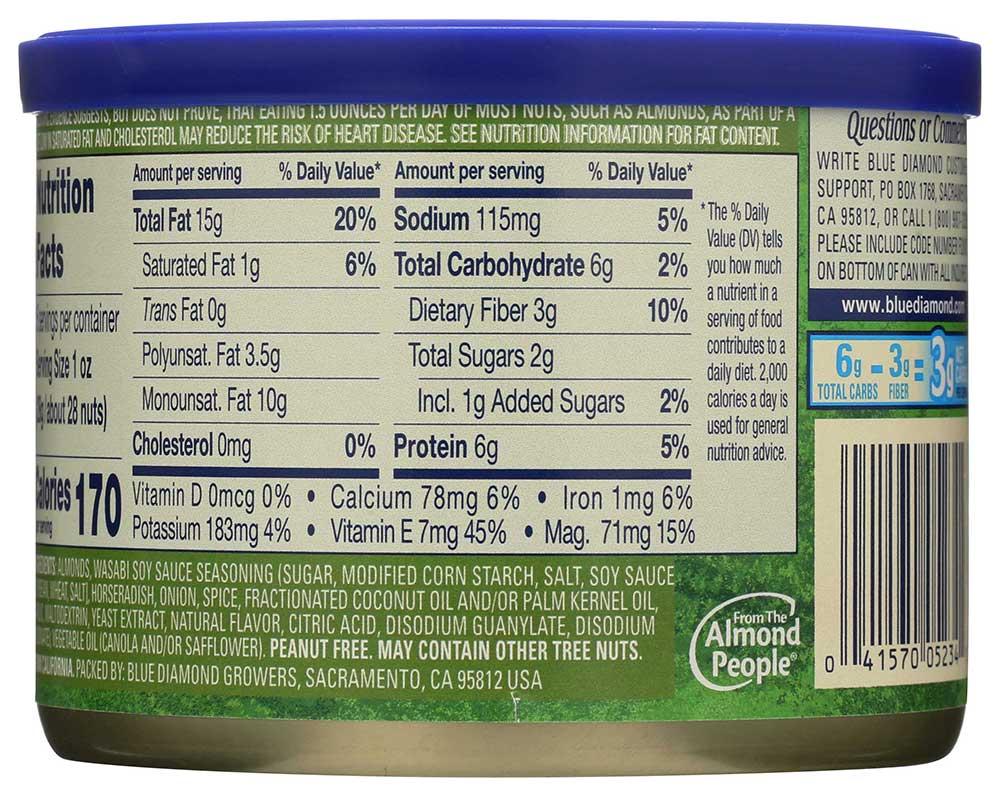 SUGGESTS, BUT DOES NOT PROVE, THAT EATING 1.5 OUNCES PER DAY OF MOST NUTS, SUCH AS ALMONDS, AS PART OF A
SATURATED FAT AND CHOLESTEROL MAY REDUCE THE RISK OF HEART DISEASE. SEE NUTRITION INFORMATION FOR FAT CONTENT.
utrition
acts
ervings per container
erving Size 1 oz
(about 28 nuts)
alories 170
er serving
Amount per serving % Daily Value*
Total Fat 15g 20%
Saturated Fat 1g 6%
Trans Fat 0g
Polyunsat. Fat 3.5g
Monounsat. Fat 10g
Cholesterol 0mg 0%
Amount per serving % Daily Value*
Sodium 115mg 5%
Total Carbohydrate 6g 2%
Dietary Fiber 3g 10%
Total Sugars 2g
Incl. 1g Added Sugars 2%
Protein 6g 5%
Vitamin D 0mcg 0% • Calcium 78mg 6% • Iron 1mg 6%
Potassium 183mg 4% • Vitamin E 7mg 45% • Mag. 71mg 15%
*The % Daily
Value (DV) tells
you how much
a nutrient in a
serving of food
contributes to a
daily diet. 2,000
calories a day is
used for general
nutrition advice.
ALMONDS, WASABI SOY SAUCE SEASONING (SUGAR, MODIFIED CORN STARCH, SALT, SOY SAUCE
WHEAT, SALT], HORSERADISH, ONION, SPICE, FRACTIONATED COCONUT OIL AND/OR PALM KERNEL OIL,
MALTODEXTRIN, YEAST EXTRACT, NATURAL FLAVOR, CITRIC ACID, DISODIUM GUANYLATE, DISODIUM
VEGETABLE OIL (CANOLA AND/OR SAFFLOWER). PEANUT FREE. MAY CONTAIN OTHER TREE NUTS.
CALIFORNIA. PACKED BY: BLUE DIAMOND GROWERS, SACRAMENTO, CA 95812 USA
Questions or
WRITE BLUE DIAMOND
SUPPORT, PO BOX 1768,
CA 95812, OR CALL 1 (800)
PLEASE INCLUDE CODE NUMBER
ON BOTTOM OF CAN WITH ALL
www.bluediamond.com
6g - 3g = 3g
TOTAL CARBS FIBER
From The
Almond
People®
0 41570 05234